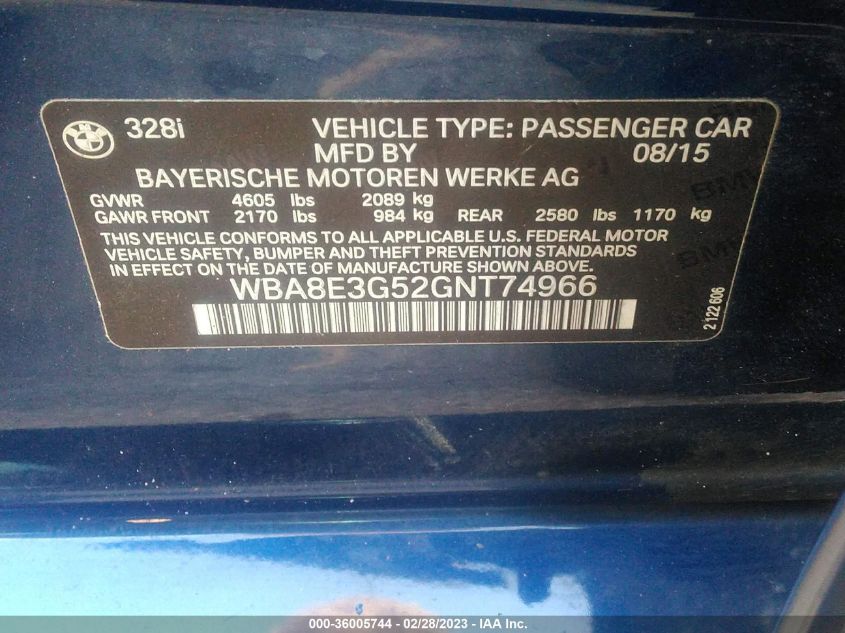 328i VEHICLE TYPE: PASSENGER CAR
MFD BY 08/15
BAYERISCHE MOTOREN WERKE AG
GVWR 4605 lbs 2089 kg
GAWR FRONT 2170 lbs 984 kg REAR 2580 lbs 1170 kg
THIS VEHICLE CONFORMS TO ALL APPLICABLE U.S. FEDERAL MOTOR
VEHICLE SAFETY, BUMPER AND THEFT PREVENTION STANDARDS
IN EFFECT ON THE DATE OF MANUFACTURE SHOWN ABOVE.
WBA8E3G52GNT74966
2 122 606
000-36005744 - 02/28/2023 - IAA Inc.